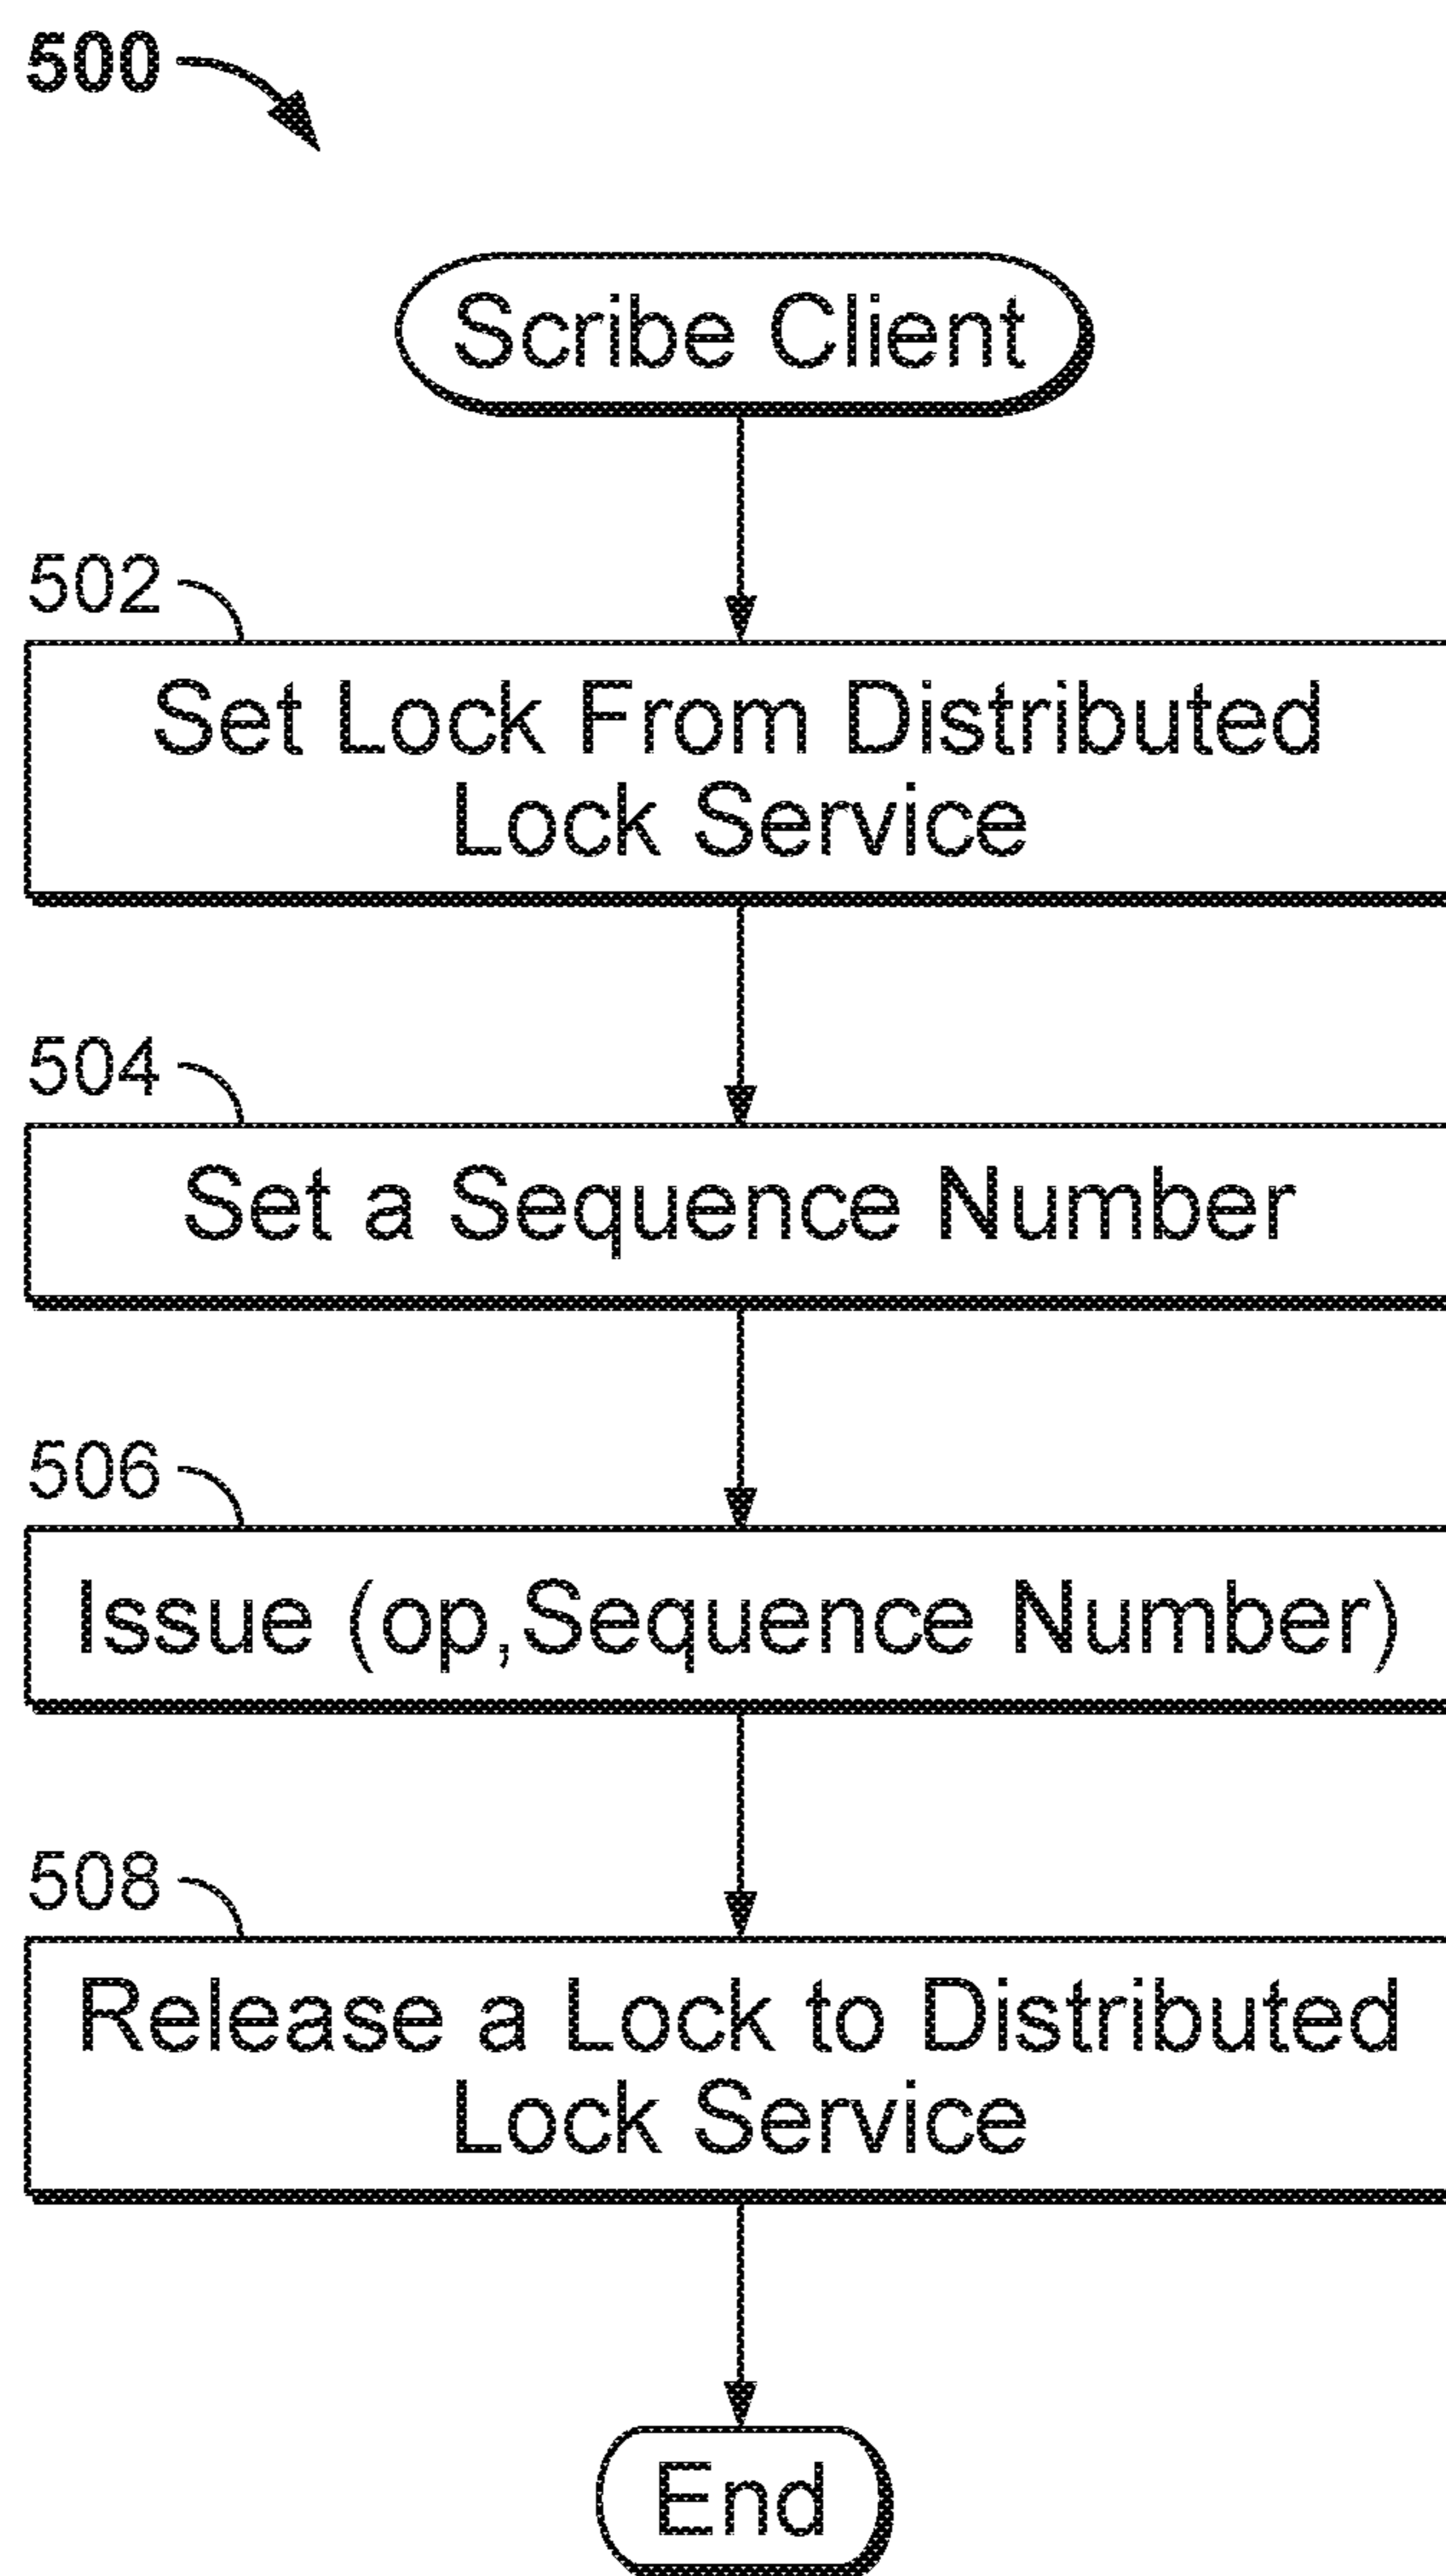 500
Scribe Client
502
Set Lock From Distributed
Lock Service
504
Set a Sequence Number
506
Issue (op,Sequence Number)
508
Release a Lock to Distributed
Lock Service
End